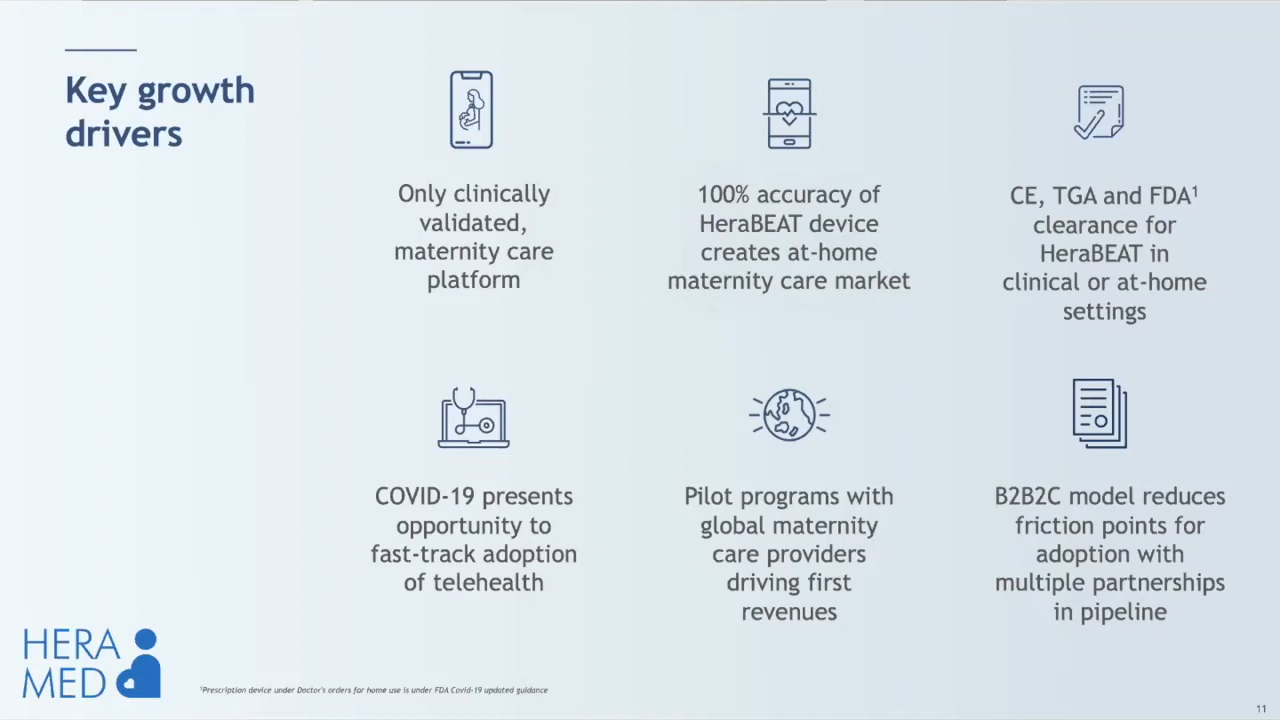 Key growth
drivers
Only clinically
validated,
maternity care
platform
100% accuracy of
HeraBEAT device
creates at-home
maternity care market
CE, TGA and FDA¹
clearance for
HeraBEAT in
clinical or at-home
settings
COVID-19 presents
opportunity to
fast-track adoption
of telehealth
Pilot programs with
global maternity
care providers
driving first
revenues
B2B2C model reduces
friction points for
adoption with
multiple partnerships
in pipeline
HERA
MED
¹Prescription device under Doctor's orders for home use is under FDA Covid-19 updated guidance
11